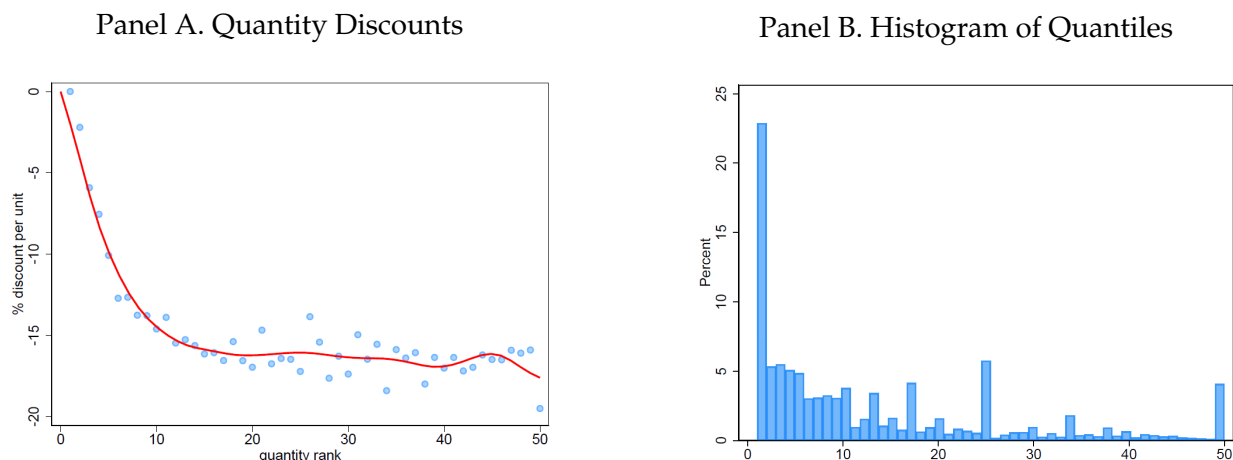 Panel A. Quantity Discounts
0
-5
-10
-15
-20
% discount per unit
0 10 20 30 40 50
quantity rank
Panel B. Histogram of Quantiles
25
20
15
10
5
0
Percent
0 10 20 30 40 50